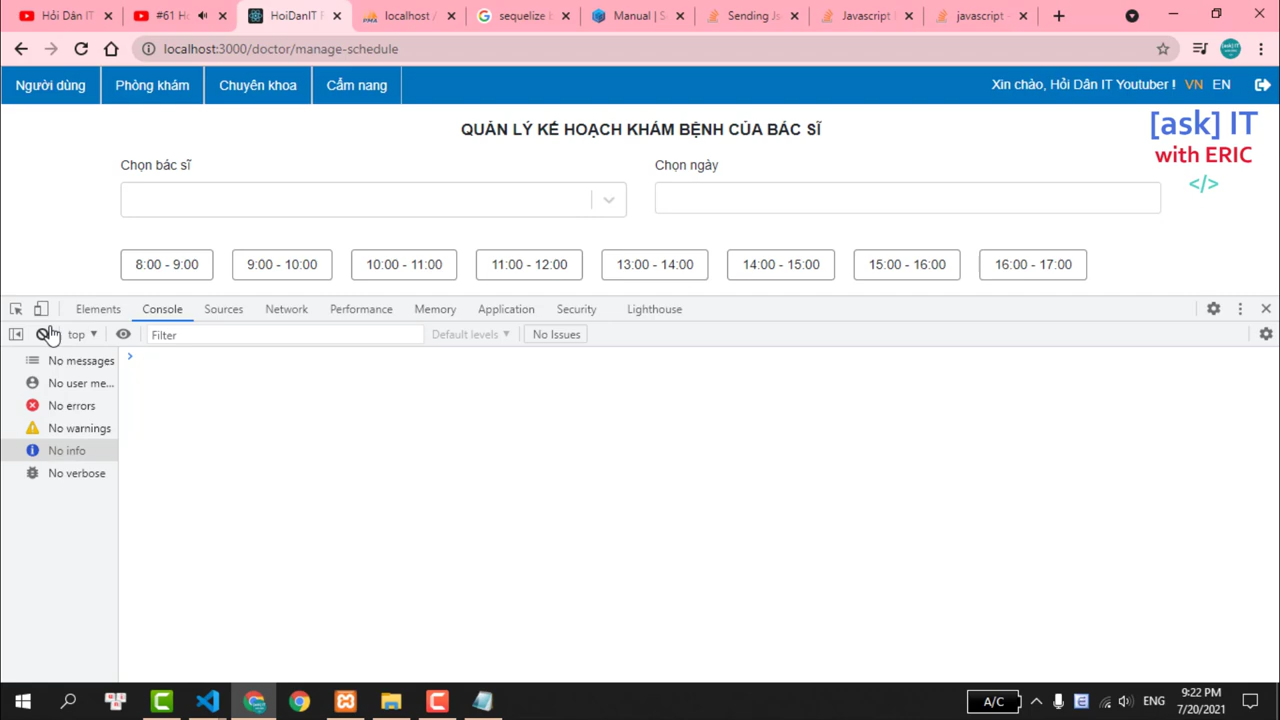 Hỏi Dân IT
#61 Ho
HoiDanIT F
localhost /
sequelize b
Manual | S
Sending Js
Javascript
javascript -
localhost:3000/doctor/manage-schedule
Người dùng
Phòng khám
Chuyên khoa
Cẩm nang
Xin chào, Hỏi Dân IT Youtuber !
VN
EN
QUẢN LÝ KẾ HOẠCH KHÁM BỆNH CỦA BÁC SĨ
[ask] IT
with ERIC
</>
Chọn bác sĩ
Chọn ngày
8:00 - 9:00
9:00 - 10:00
10:00 - 11:00
11:00 - 12:00
13:00 - 14:00
14:00 - 15:00
15:00 - 16:00
16:00 - 17:00
Elements
Console
Sources
Network
Performance
Memory
Application
Security
Lighthouse
top
Filter
Default levels
No Issues
No messages
No user me...
No errors
No warnings
No info
No verbose
A/C
ENG
9:22 PM
7/20/2021